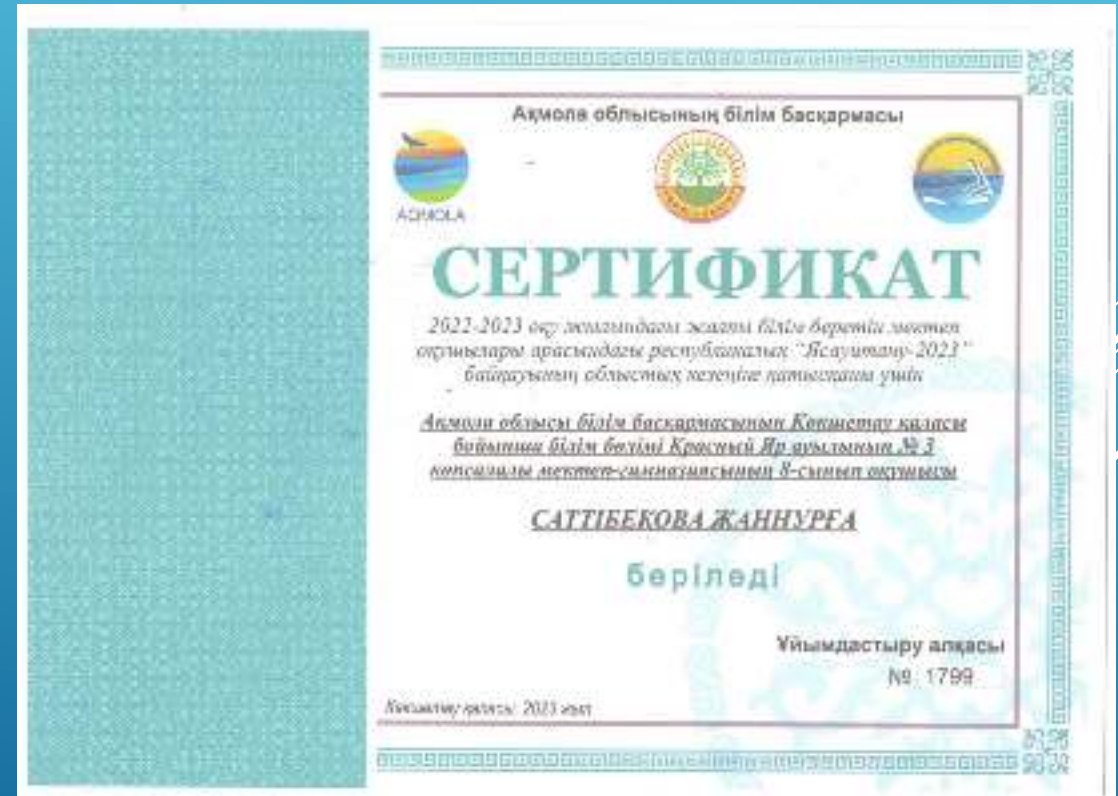 Ақмола облысының білім басқармасы
AQMOLA
СЕРТИФИКАТ
2022-2023 оқу жылындағы жалпы білім беретін мектеп
оқушылары арасындағы республикалық "Ясауитану-2023"
байқауының облыстық кезеңіне қатысқаны үшін
Ақмола облысы білім басқармасының Көкшетау қаласы
бойынша білім бөлімі Красный Яр ауылының № 3
көпсалалы мектеп-гимназиясының 8-сынып оқушысы
САТТІБЕКОВА ЖАННУРҒА
беріледі
Ұйымдастыру алқасы
№ 1799
Көкшетау қаласы 2023 жыл